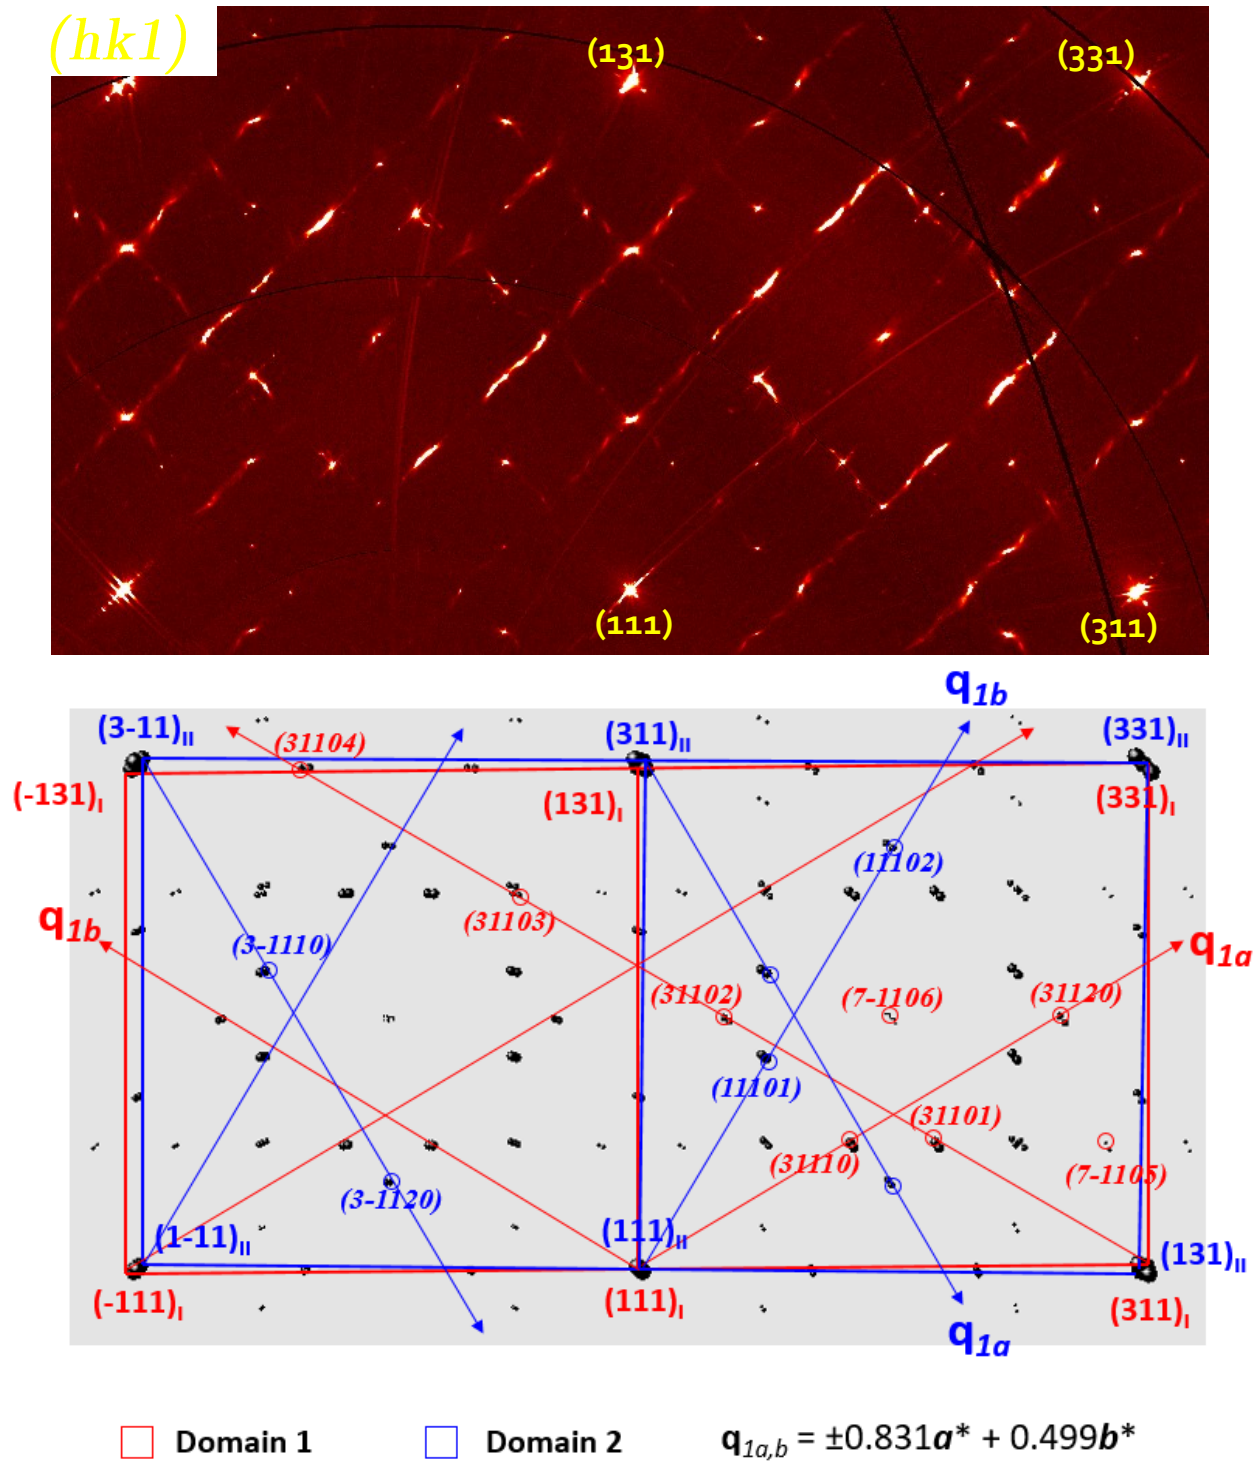 (hk1)
(131)
(331)
(111)
(311)
q1b
(3-11)II
(311)II
(331)II
(31104)
(-131)I
(131)I
(331)I
(11102)
(31103)
q1b
(3-1110)
q1a
(31102)
(7-1106)
(31120)
(11101)
(31101)
(31110)
(7-1105)
(3-1120)
(1-11)II
(111)II
(131)II
(-111)I
(111)I
(311)I
q1a
Domain 1
Domain 2
q1a,b = ±0.831a* + 0.499b*